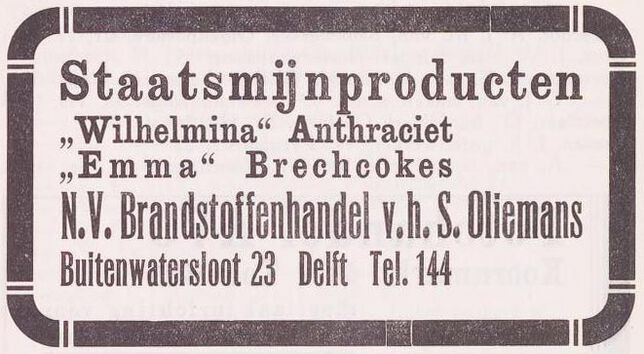 Staatsmijnproducten
„Wilhelmina“ Anthraciet
„Emma“ Brechcokes
N.V. Brandstoffenhandel v.h. S. Oliemans
Buitenwatersloot 23 Delft Tel. 144